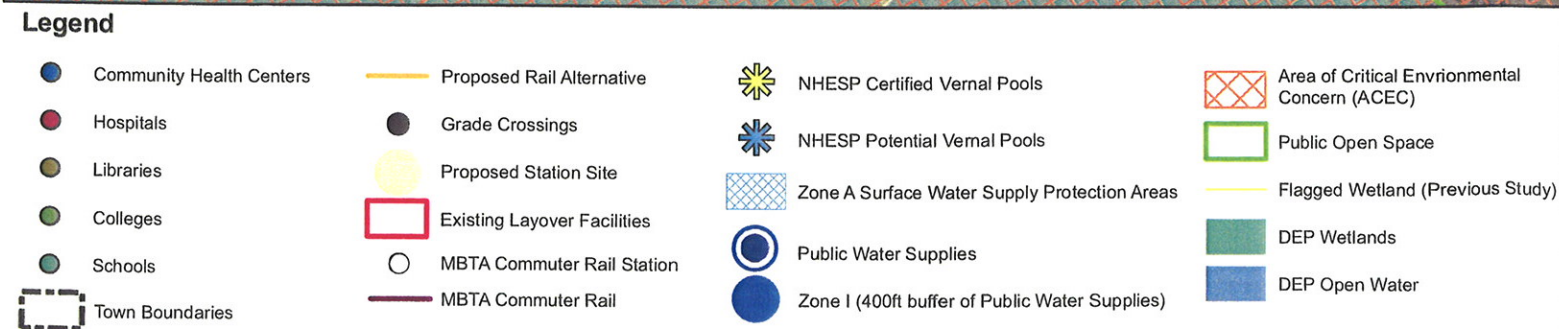 Legend
Community Health Centers
Hospitals
Libraries
Colleges
Schools
Town Boundaries
Proposed Rail Alternative
Grade Crossings
Proposed Station Site
Existing Layover Facilities
MBTA Commuter Rail Station
MBTA Commuter Rail
NHESP Certified Vernal Pools
NHESP Potential Vernal Pools
Zone A Surface Water Supply Protection Areas
Public Water Supplies
Zone I (400ft buffer of Public Water Supplies)
Area of Critical Envrionmental
Concern (ACEC)
Public Open Space
Flagged Wetland (Previous Study)
DEP Wetlands
DEP Open Water